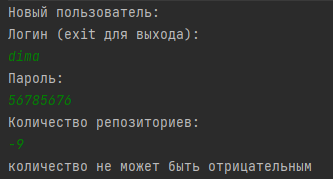 Новый пользователь:
Логин (exit для выхода):
dima
Пароль:
56785676
Количество репозиториев:
-9
количество не может быть отрицательным